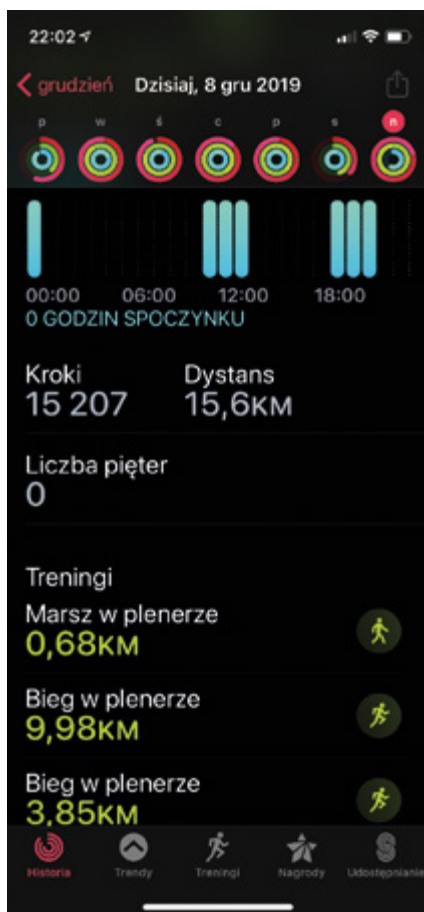 22:02
grudzień Dzisiaj, 8 gru 2019
p w ś c p s n
00:00 06:00 12:00 18:00
0 GODZIN SPOCZYNKU
Kroki Dystans
15 207 15,6KM
Liczba pięter
0
Treningi
Marsz w plenerze
0,68KM
Bieg w plenerze
9,98KM
Bieg w plenerze
3,85KM
Historia Trendy Treningi Nagrody Udostępnianie